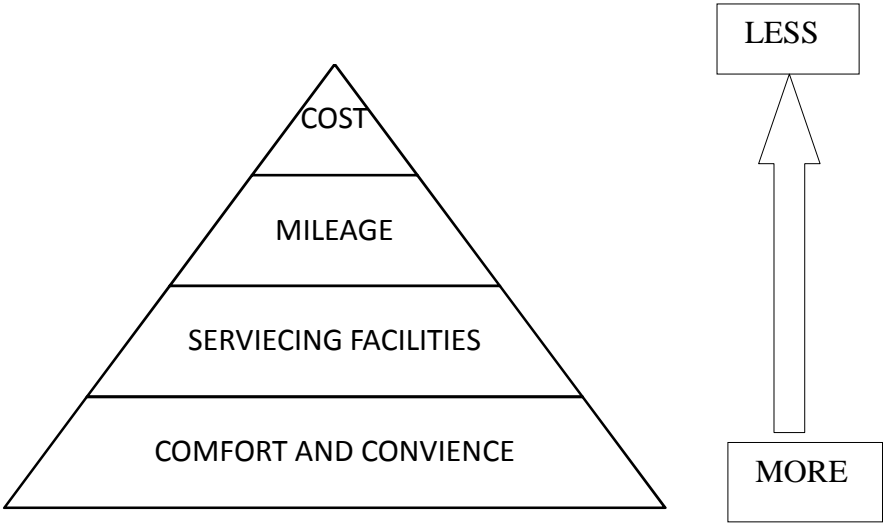 LESS
COST
MILEAGE
SERVIECING FACILITIES
COMFORT AND CONVIENCE
MORE